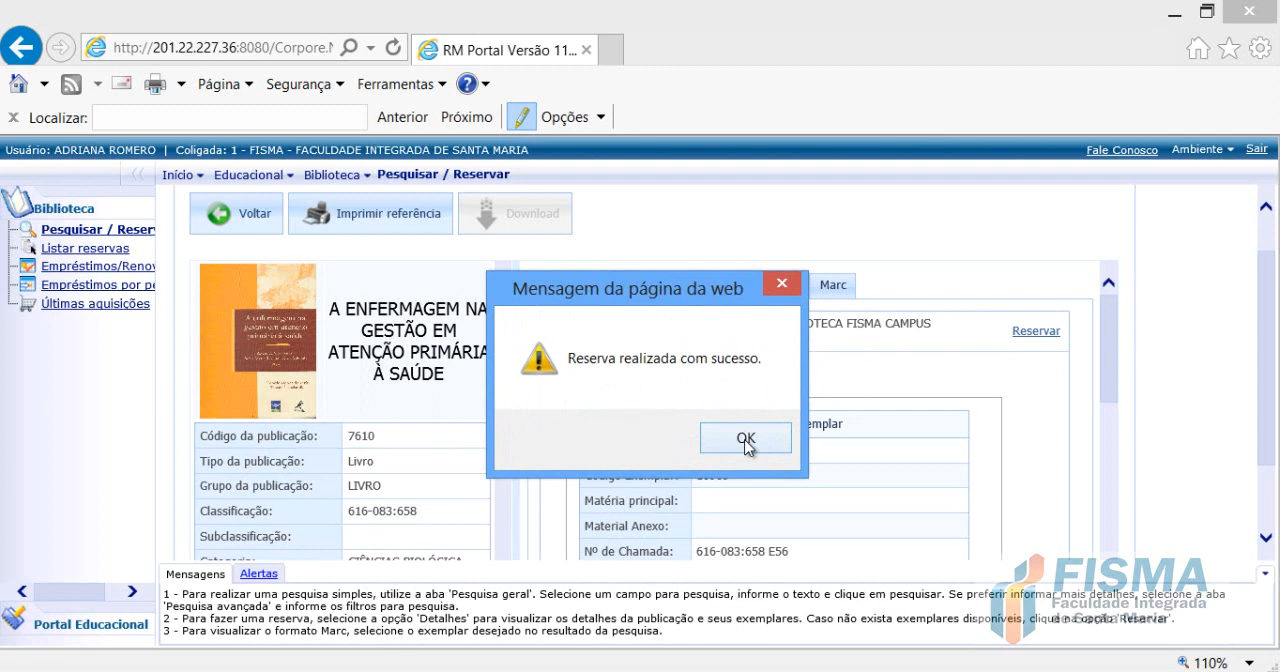 http://201.22.227.36:8080/Corpore.N
RM Portal Versão 11...
Página Segurança Ferramentas
x Localizar: Anterior Próximo Opções
Usuário: ADRIANA ROMERO | Coligada: 1 - FISMA - FACULDADE INTEGRADA DE SANTA MARIA Fale Conosco Ambiente Sair
Início Educacional Biblioteca Pesquisar / Reservar
Biblioteca
Pesquisar / Reser
Listar reservas
Empréstimos/Renov
Empréstimos por pe
Últimas aquisições
Voltar Imprimir referência Download
A ENFERMAGEM NA
GESTÃO EM
ATENÇÃO PRIMÁRIA
À SAÚDE
Marc
OTECA FISMA CAMPUS Reservar
Mensagem da página da web
Reserva realizada com sucesso.
OK
emplar
Código da publicação: 7610
Tipo da publicação: Livro
Grupo da publicação: LIVRO
Classificação: 616-083:658
Subclassificação:
Matéria principal:
Material Anexo:
Nº de Chamada: 616-083:658 E56
Mensagens Alertas
1 - Para realizar uma pesquisa simples, utilize a aba 'Pesquisa geral'. Selecione um campo para pesquisa, informe o texto e clique em pesquisar. Se preferir informar mais detalhes, selecione a aba
'Pesquisa avançada' e informe os filtros para pesquisa.
2 - Para fazer uma reserva, selecione a opção 'Detalhes' para visualizar os detalhes da publicação e seus exemplares. Caso não exista exemplares disponíveis, clique na opção 'Reservar'.
3 - Para visualizar o formato Marc, selecione o exemplar desejado no resultado da pesquisa.
Portal Educacional
FISMA
Faculdade Integrada
de Santa Maria
110%